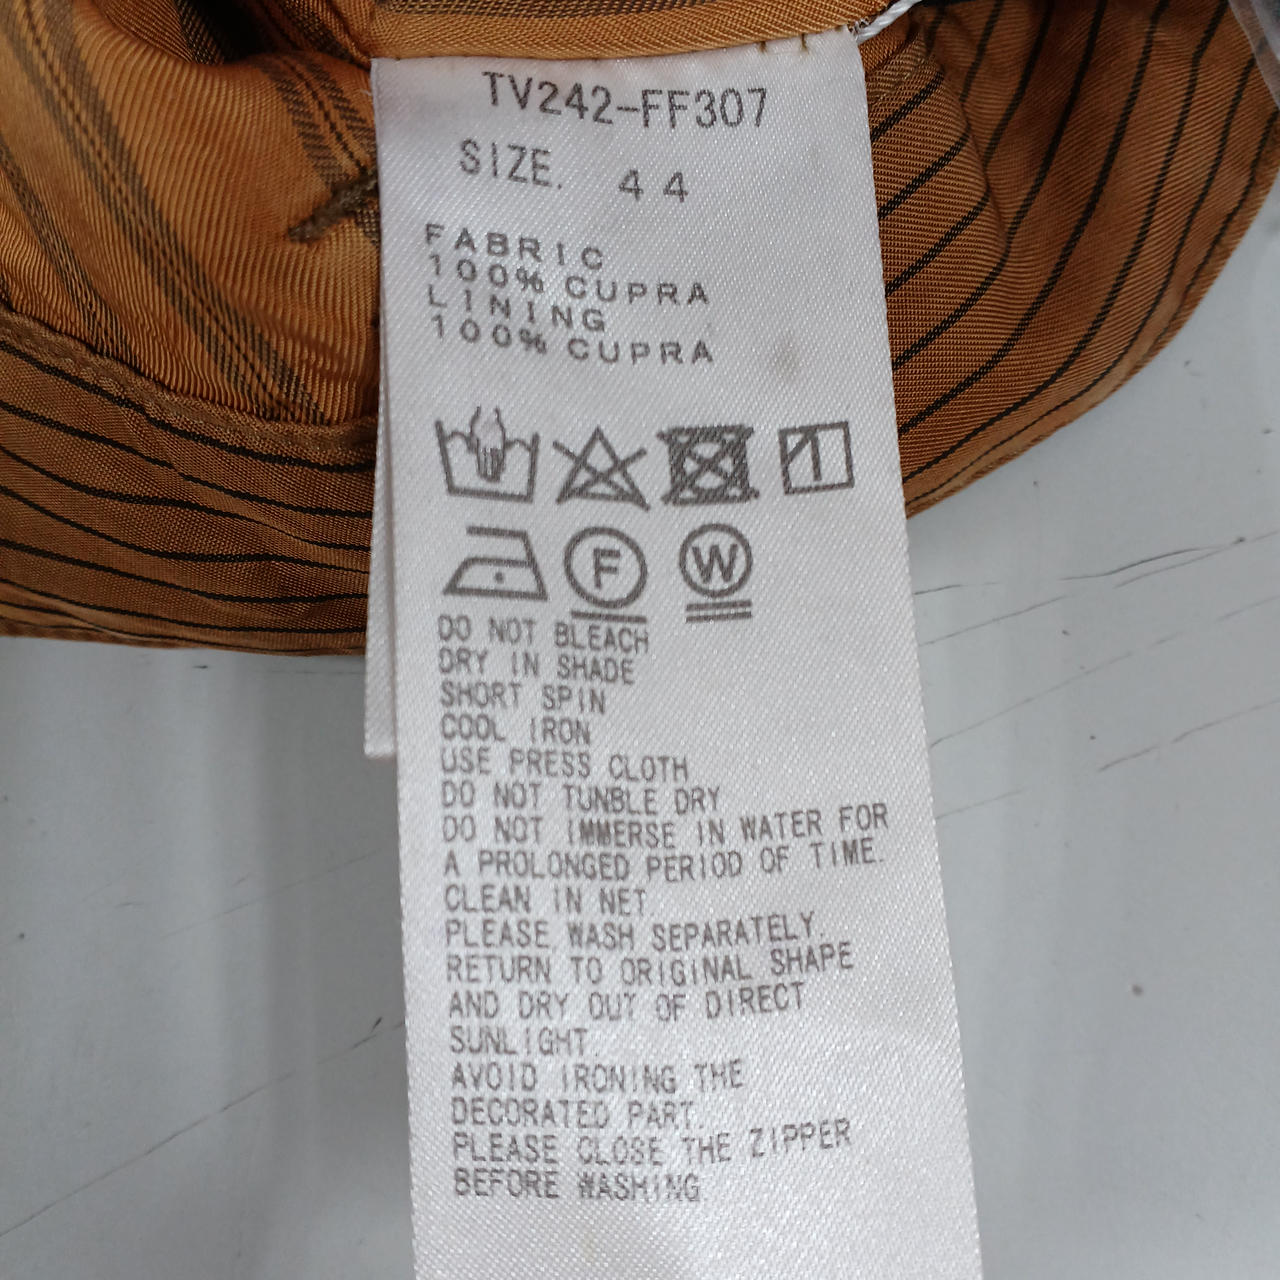 TV242-FF307
SIZE. 44
FABRIC
100% CUPRA
LINING
100% CUPRA
F W
DO NOT BLEACH
DRY IN SHADE
SHORT SPIN
COOL IRON
USE PRESS CLOTH
DO NOT TUNBLE DRY
DO NOT IMMERSE IN WATER FOR
A PROLONGED PERIOD OF TIME.
CLEAN IN NET.
PLEASE WASH SEPARATELY.
RETURN TO ORIGINAL SHAPE
AND DRY OUT OF DIRECT
SUNLIGHT.
AVOID IRONING THE
DECORATED PART.
PLEASE CLOSE THE ZIPPER
BEFORE WASHING